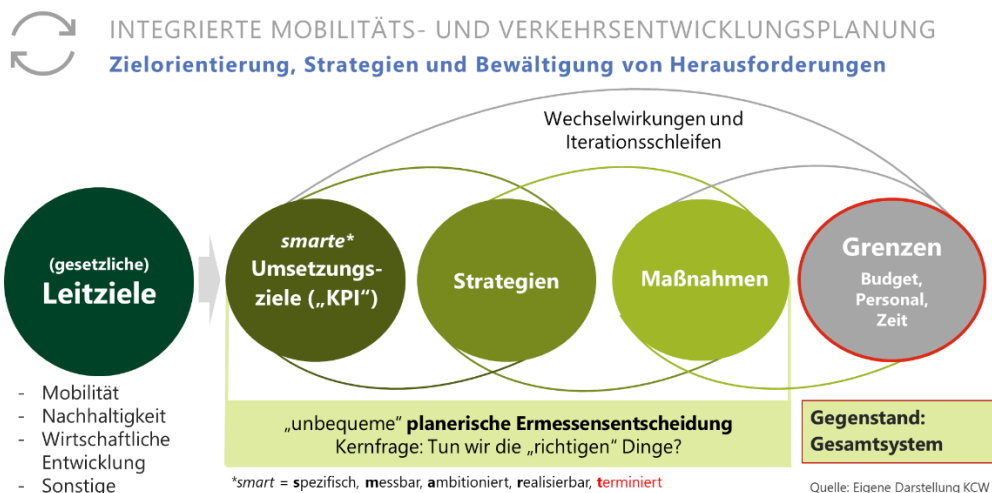 INTEGRIERTE MOBILITÄTS- UND VERKEHRSENTWICKLUNGSPLANUNG
Zielorientierung, Strategien und Bewältigung von Herausforderungen
Wechselwirkungen und
Iterationsschleifen
(gesetzliche)
Leitziele
smarte*
Umsetzungs-
ziele („KPI“)
Strategien
Maßnahmen
Grenzen
Budget,
Personal,
Zeit
- Mobilität
- Nachhaltigkeit
- Wirtschaftliche
Entwicklung
- Sonstige
„unbequeme“ planerische Ermessensentscheidung
Kernfrage: Tun wir die „richtigen“ Dinge?
Gegenstand:
Gesamtsystem
*smart = spezifisch, messbar, ambitioniert, realisierbar, terminiert
Quelle: Eigene Darstellung KCW